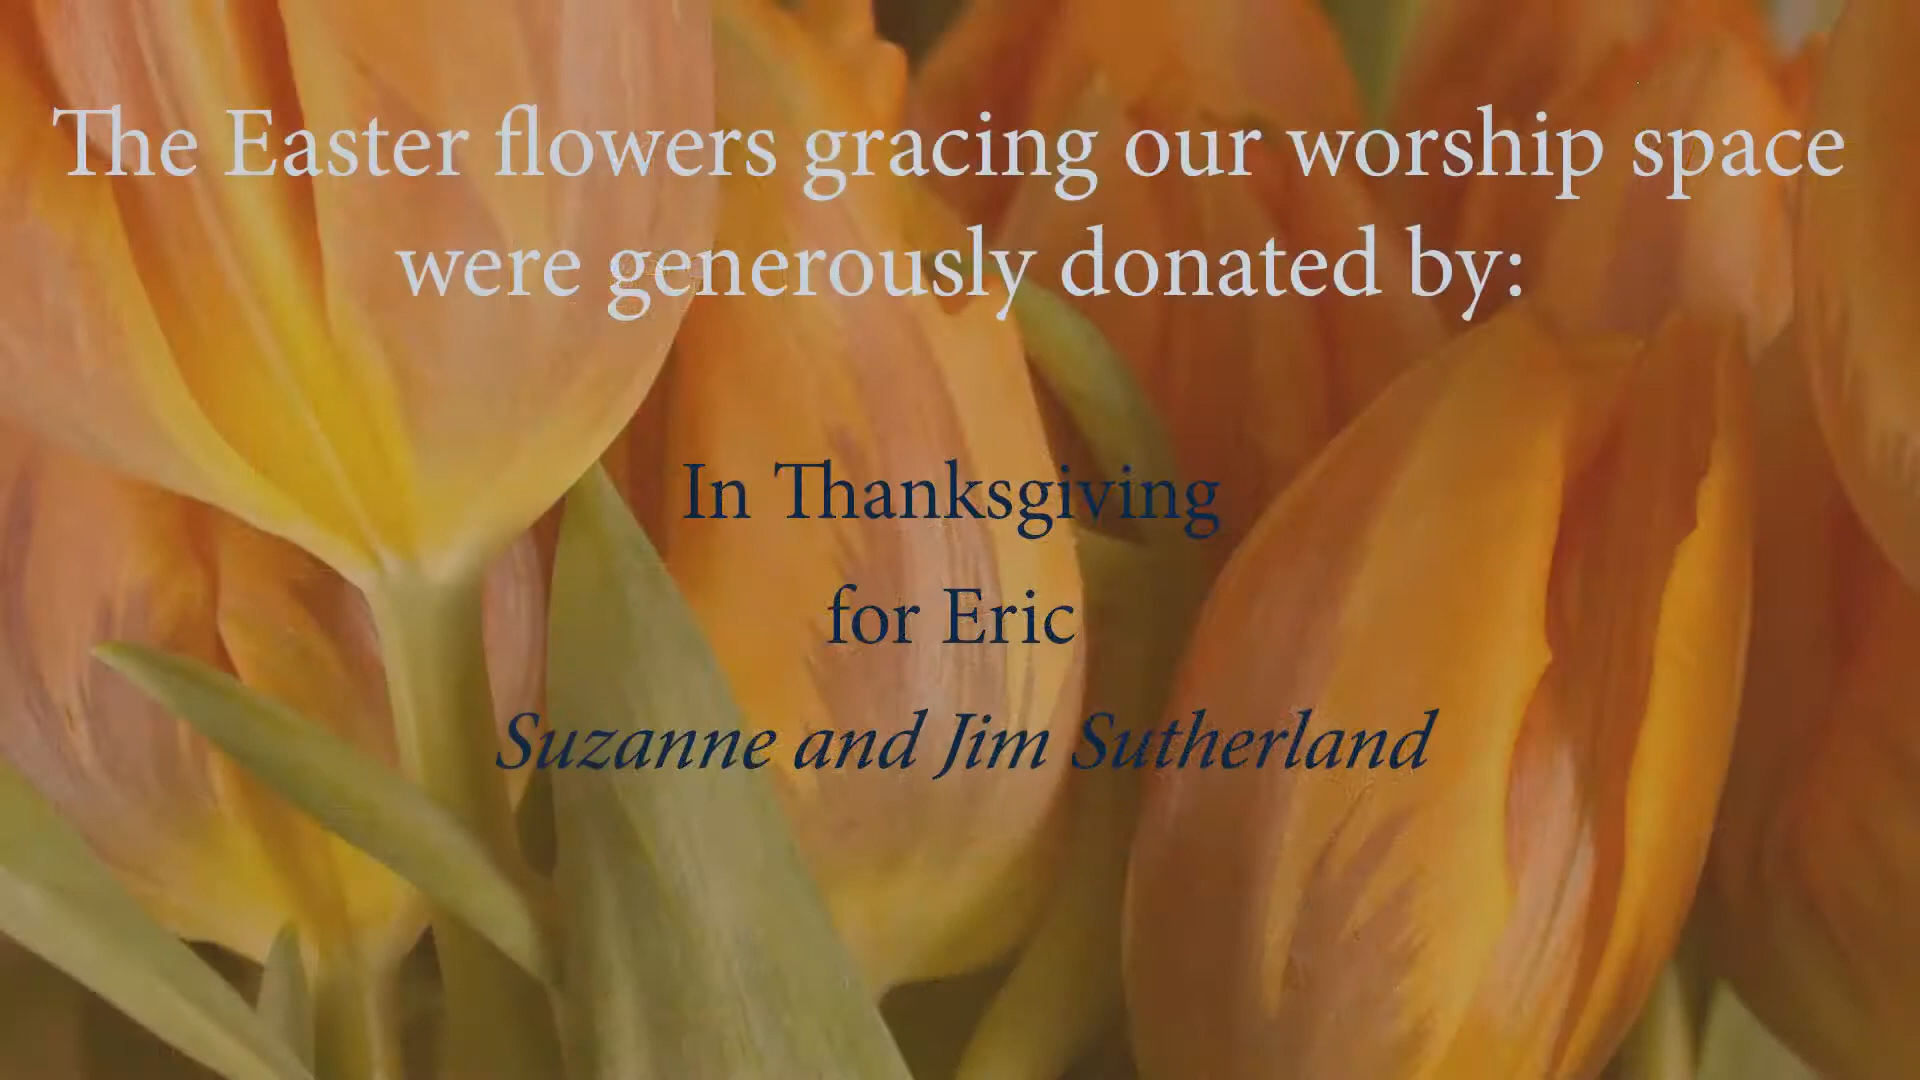 The Easter flowers gracing our worship space
were generously donated by:
In Thanksgiving
for Eric
Suzanne and Jim Sutherland